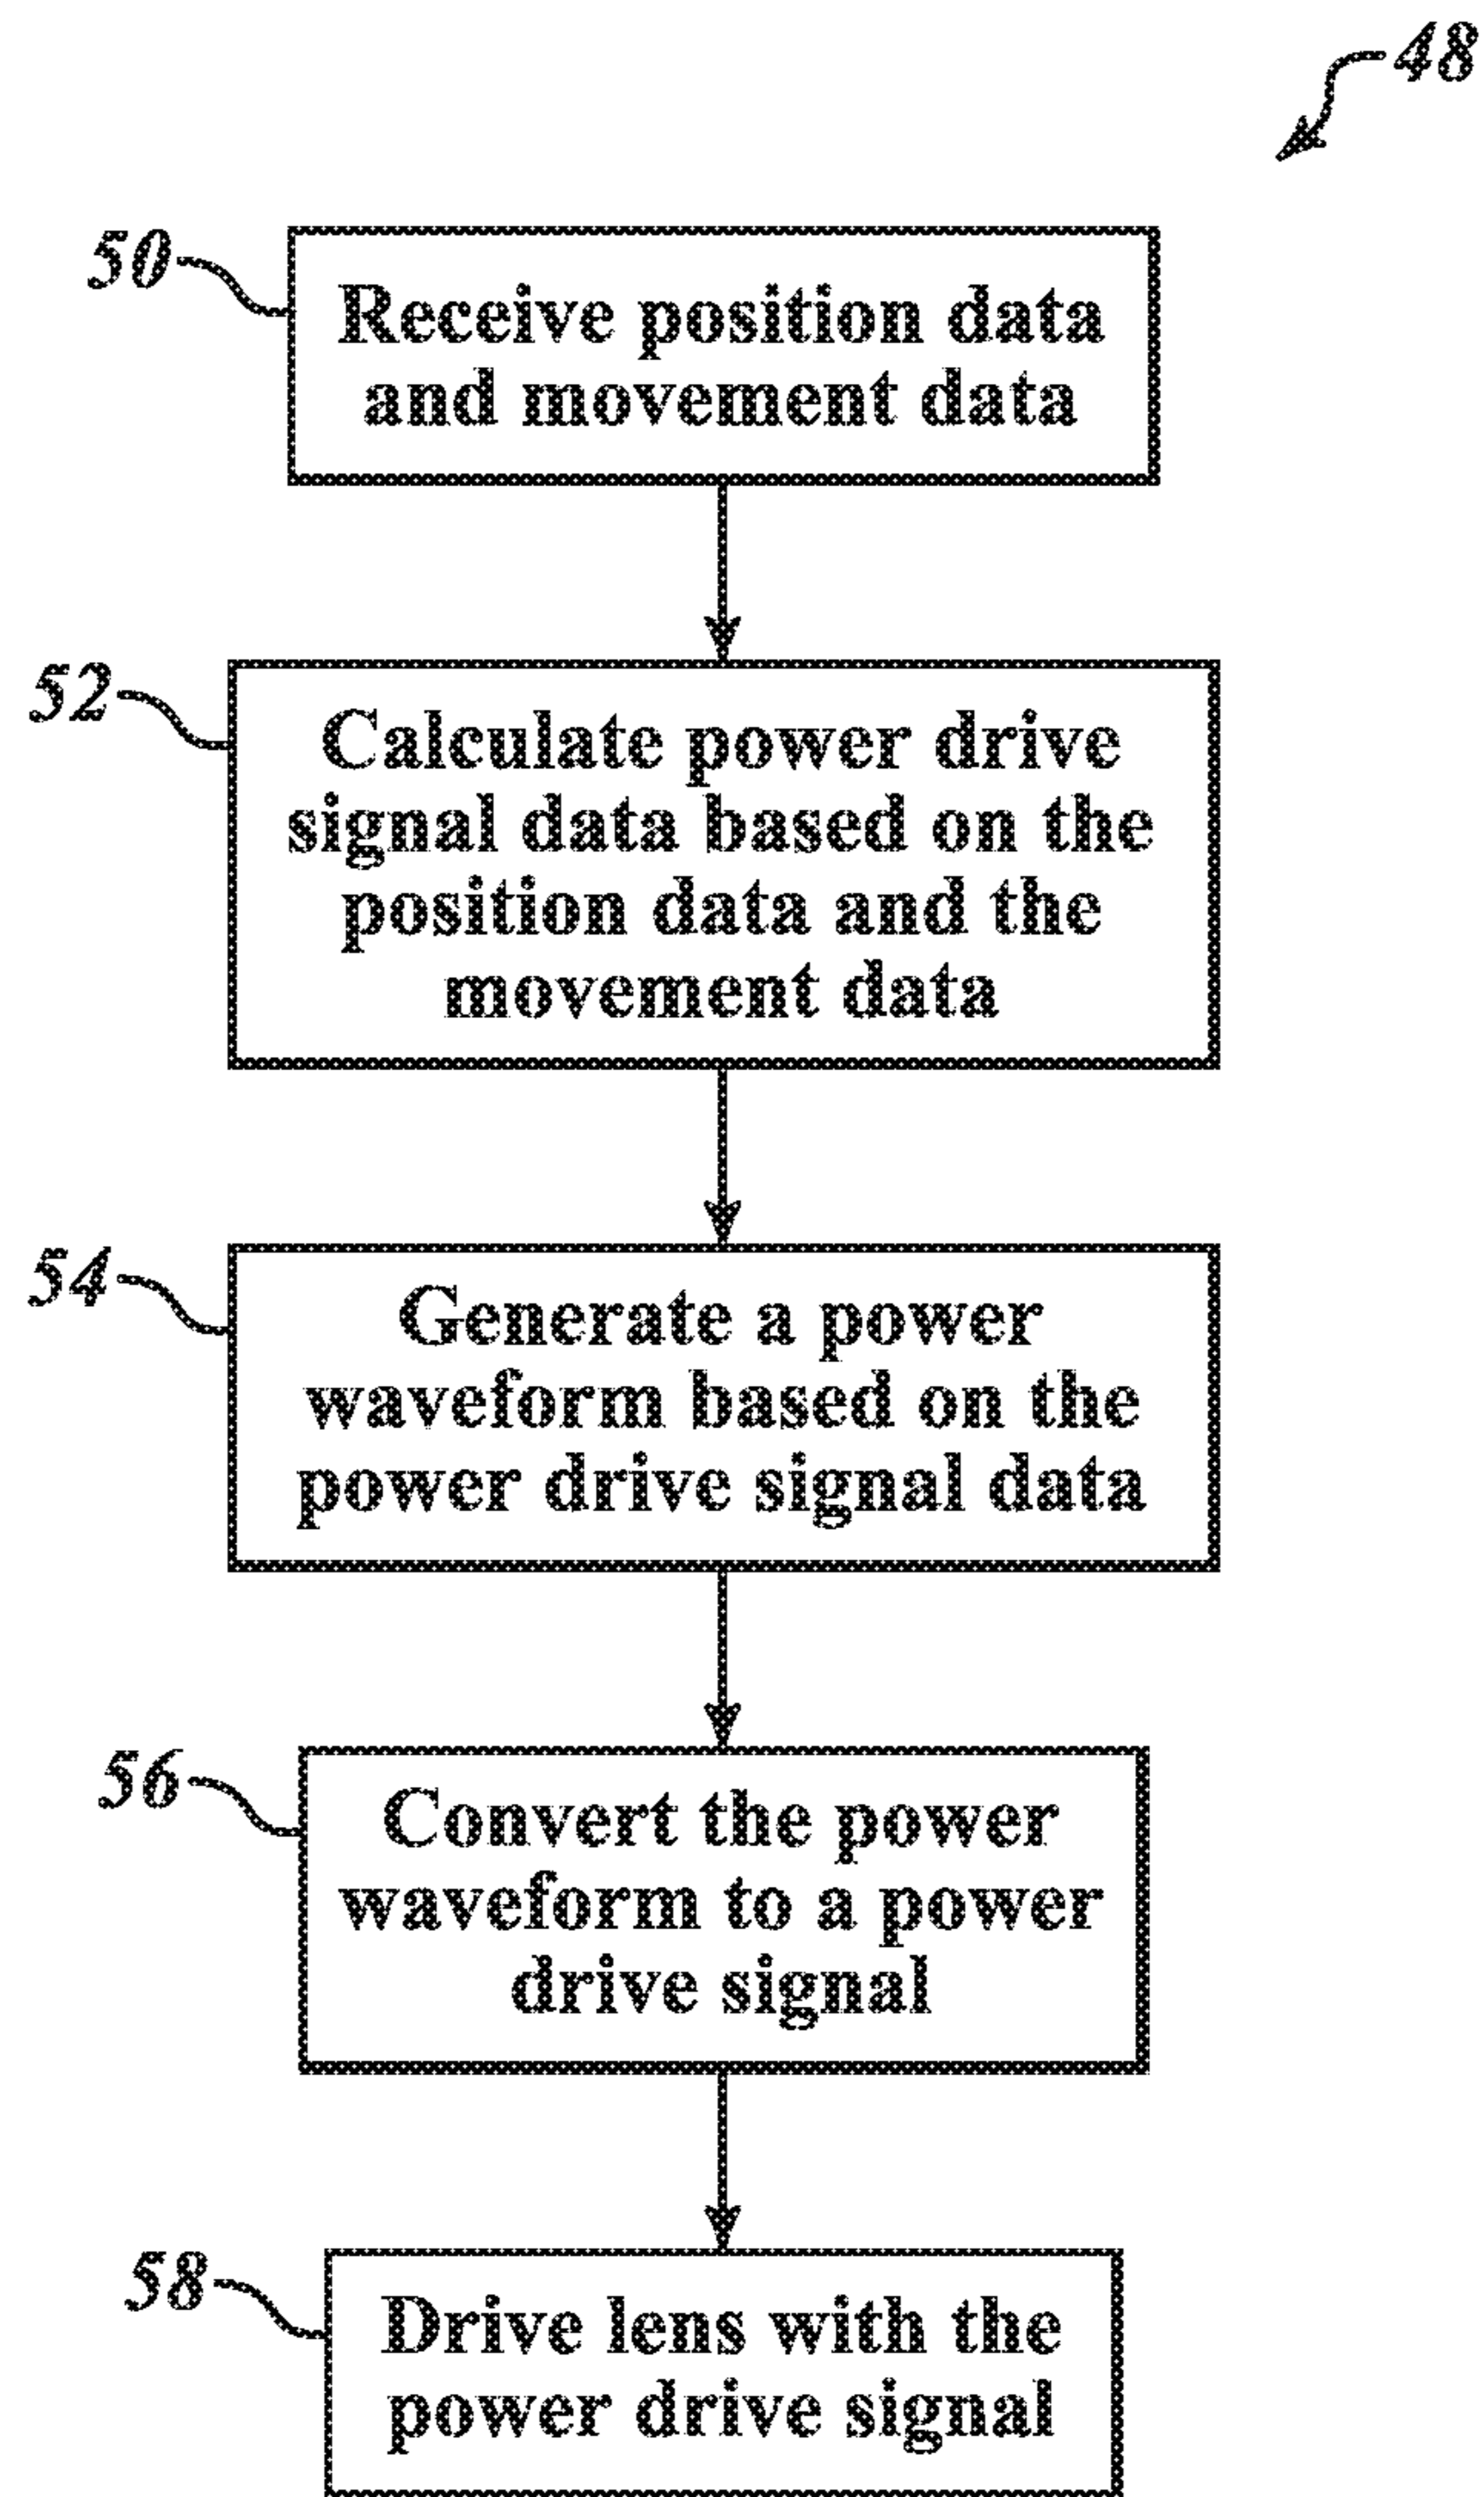 48
50
Receive position data
and movement data
52
Calculate power drive
signal data based on the
position data and the
movement data
54
Generate a power
waveform based on the
power drive signal data
56
Convert the power
waveform to a power
drive signal
58
Drive lens with the
power drive signal